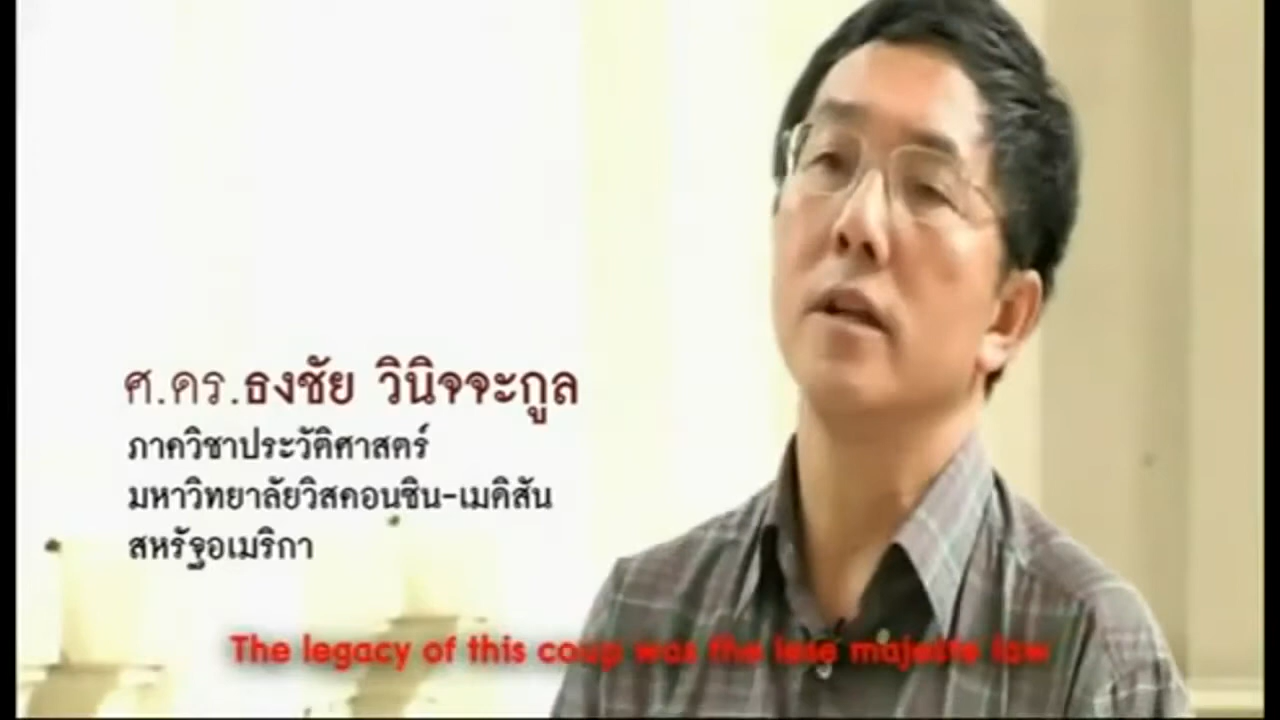 ศ.ดร.ธงชัย วินิจจะกูล
ภาควิชาประวัติศาสตร์
มหาวิทยาลัยวิสคอนซิน-เมดิสัน
สหรัฐอเมริกา
The legacy of this coup was the lese majeste law